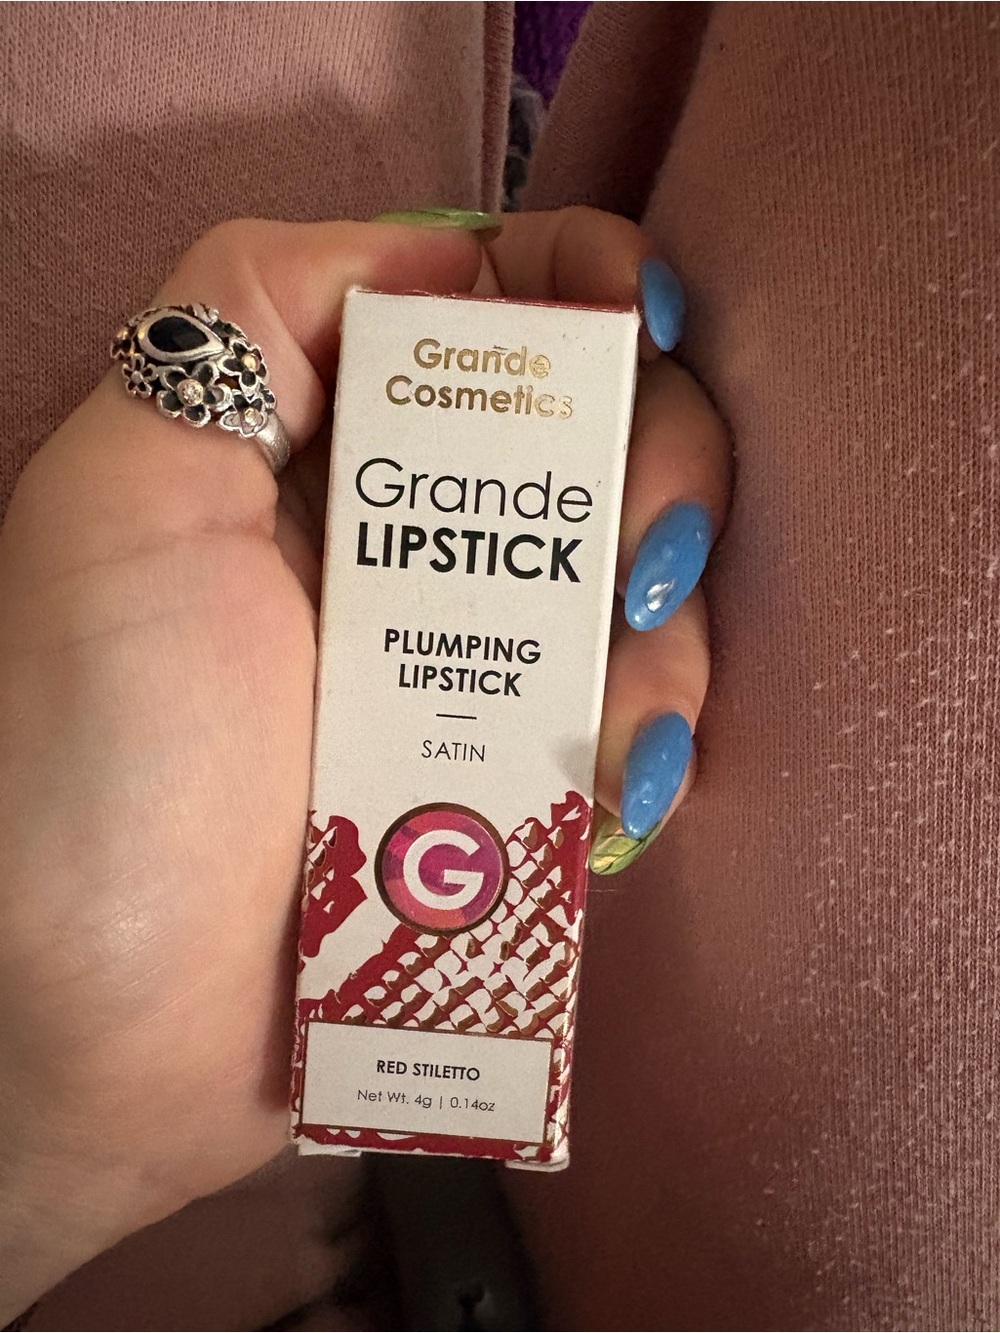 Grande
Cosmetics
Grande
LIPSTICK
PLUMPING
LIPSTICK
SATIN
G
RED STILETTO
Net Wt. 4g | 0.14oz